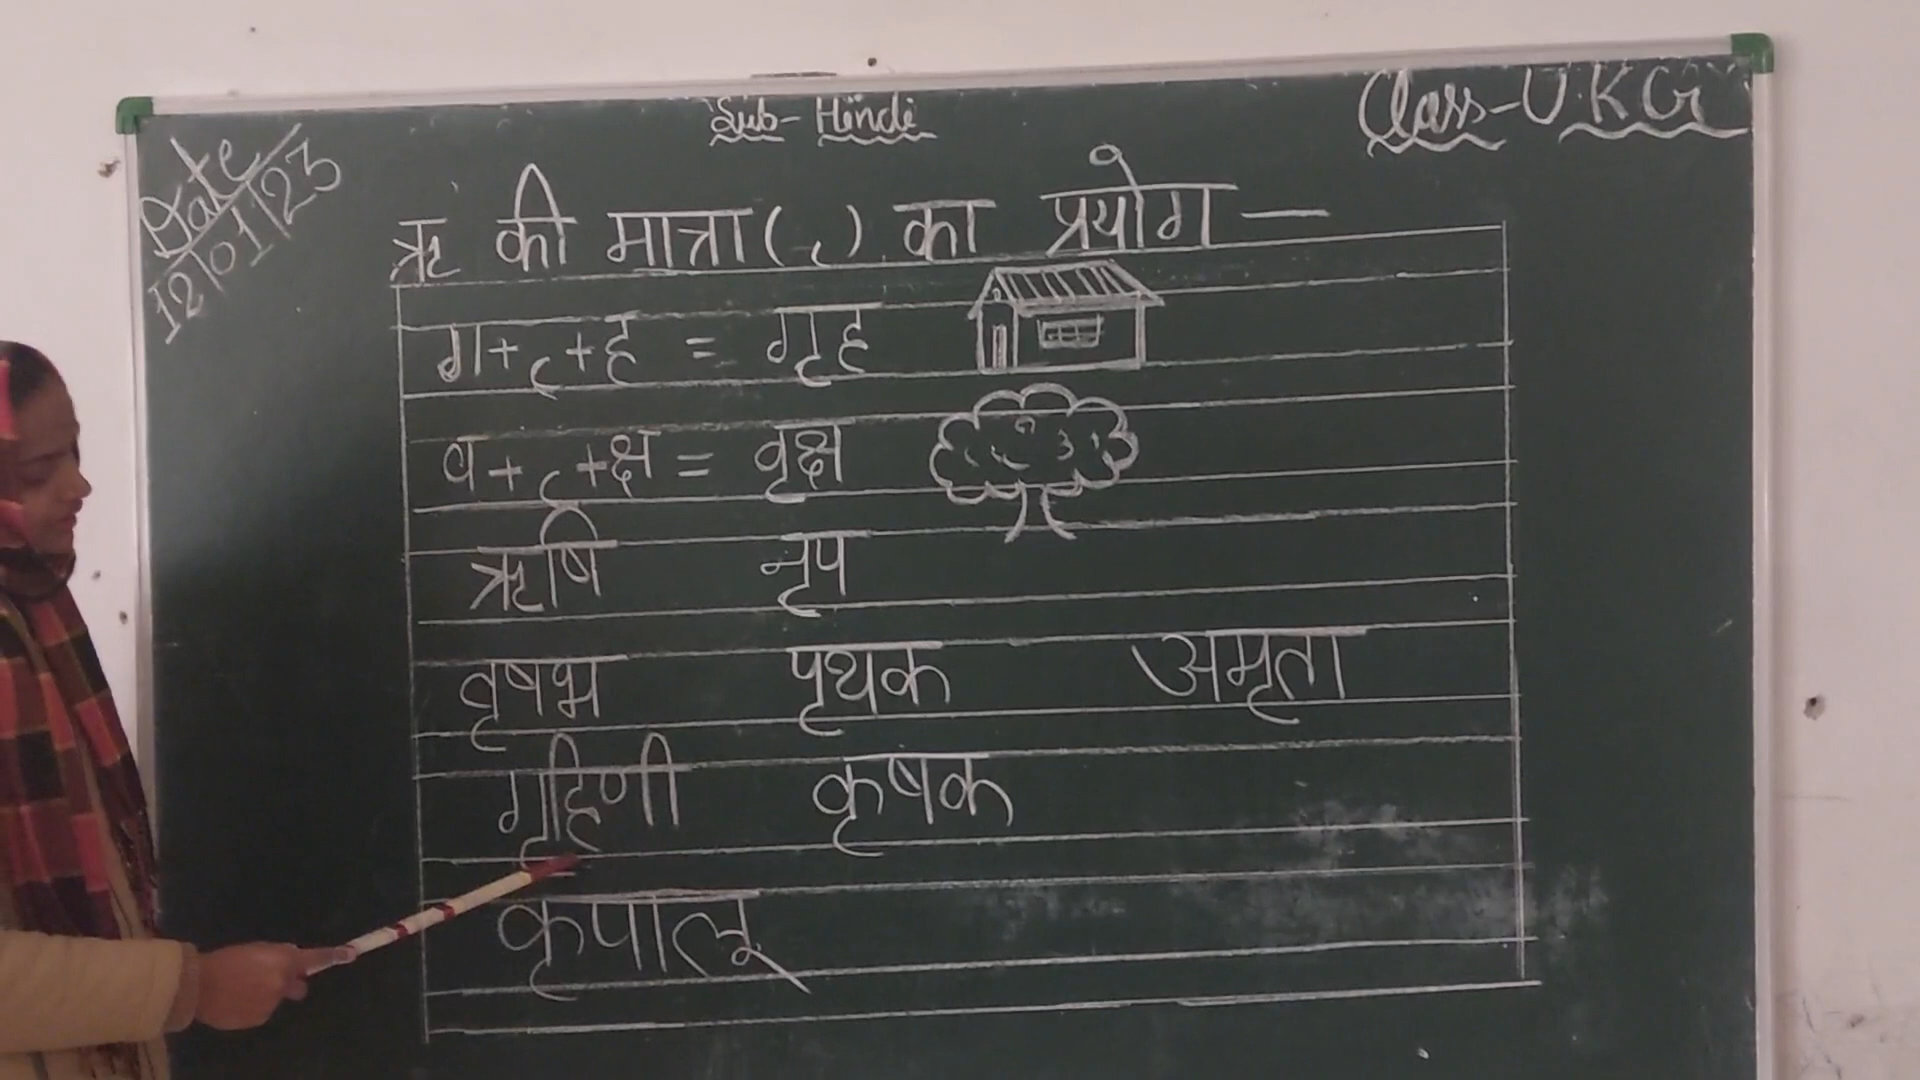 Date
12/01/23
Sub- Hindi
Class-U.K.G
ऋ की मात्रा ( ृ ) का प्रयोग —
ग+ ृ +ह = गृह
व+ ृ +क्ष = वृक्ष
ऋषि नृप
वृषभ पृथक अमृता
गृहिणी कृषक
कृपालू